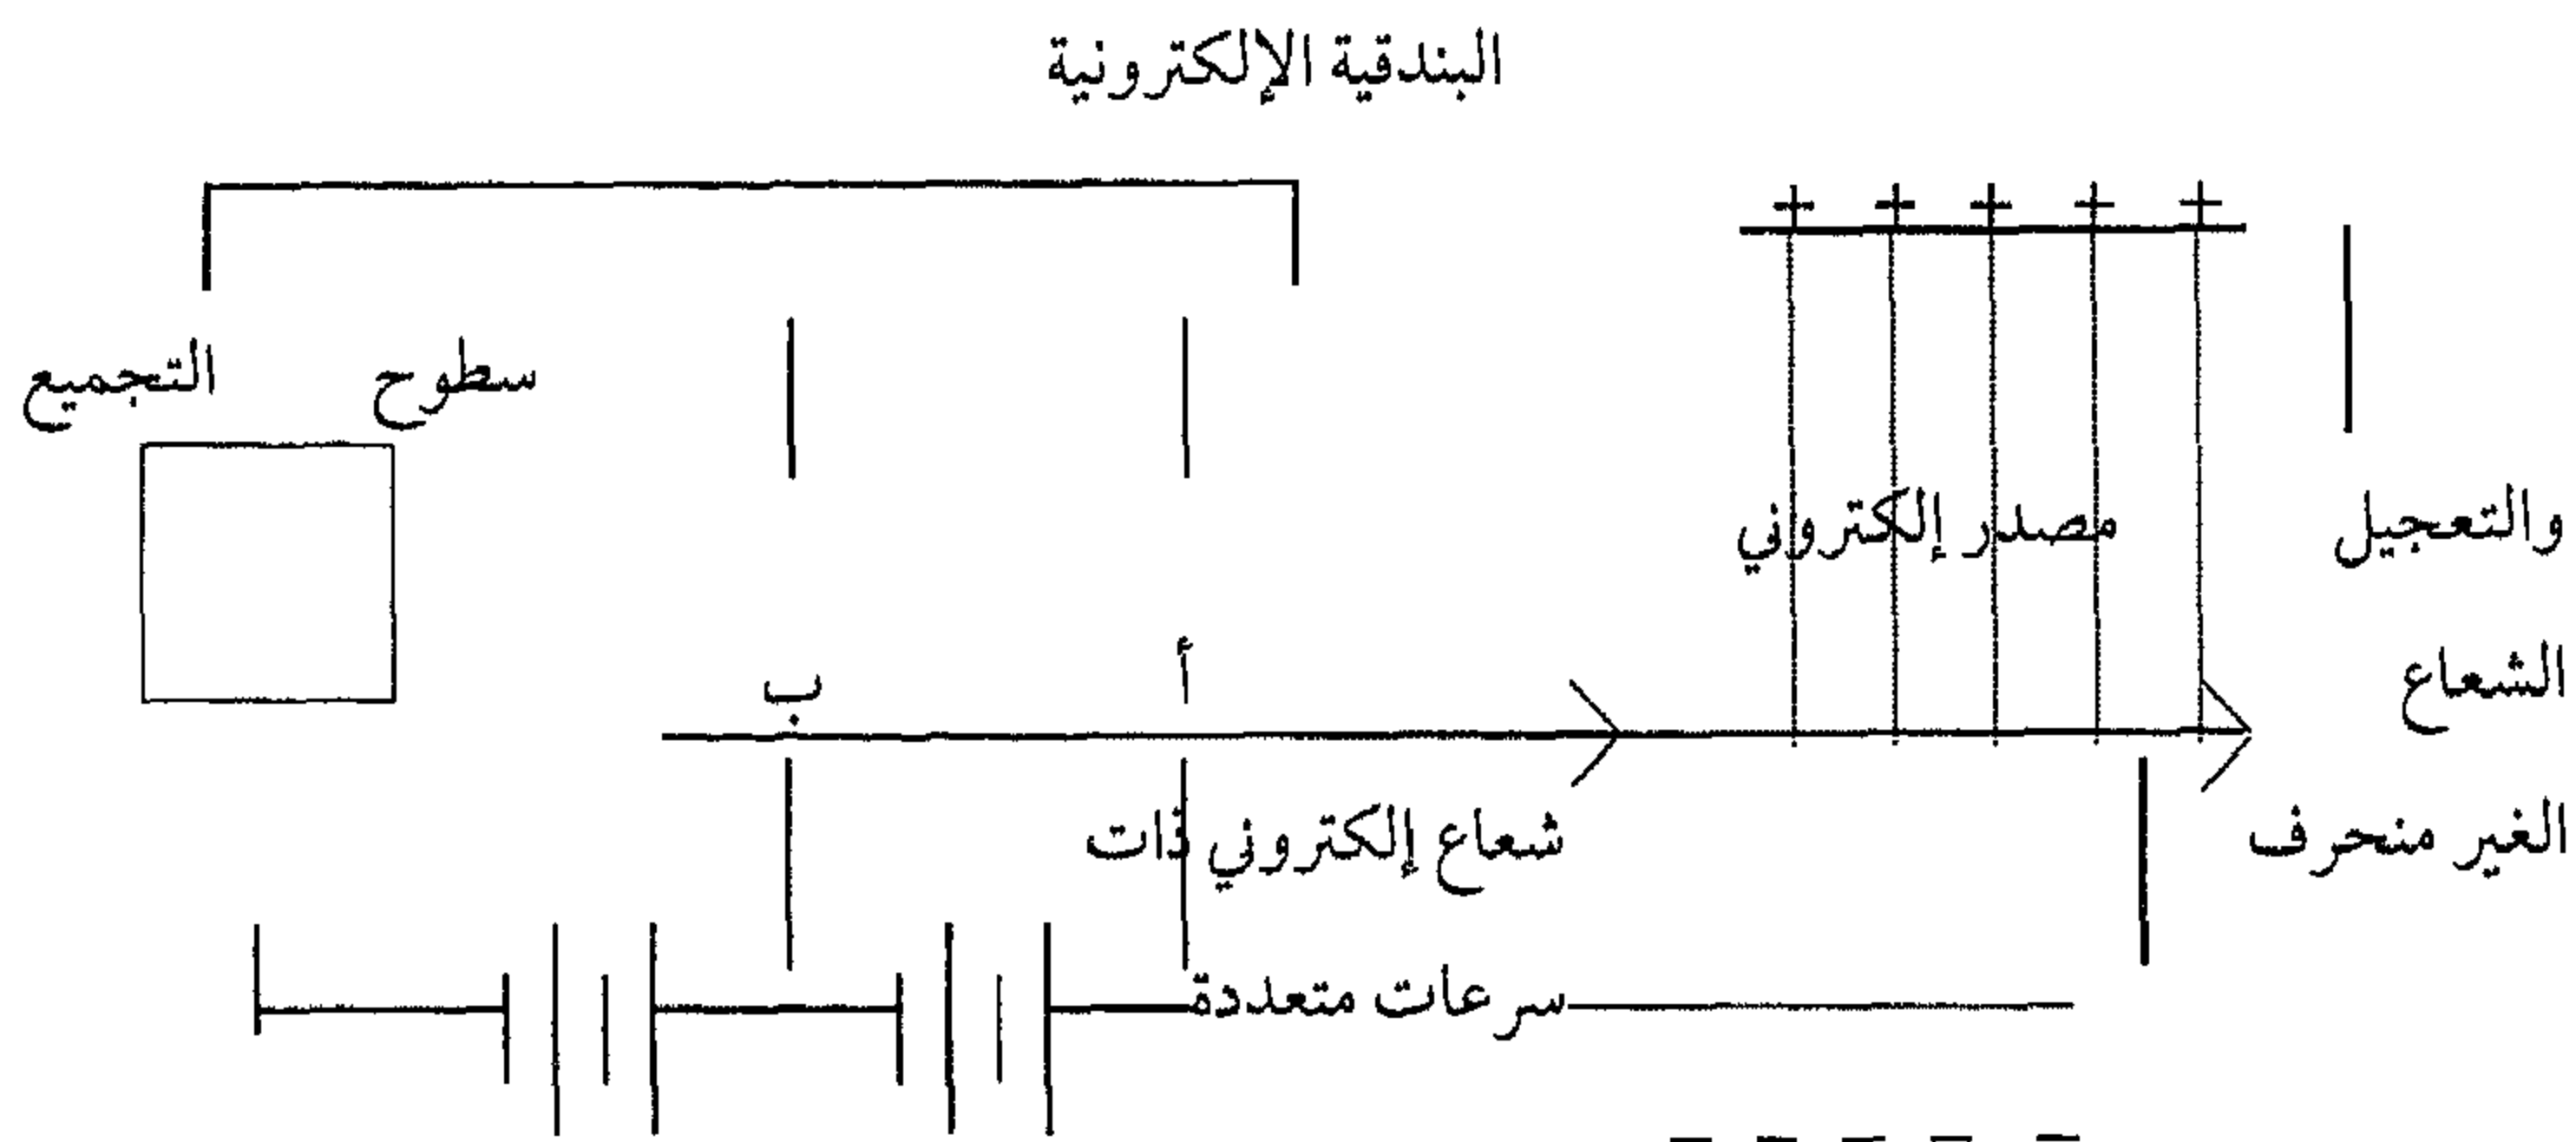 البندقية الإلكترونية
سطوح التجميع
والتعجيل
مصدر إلكتروني
أ
ب
الشعاع
الغير منحرف
شعاع إلكتروني ذات
سرعات متعددة